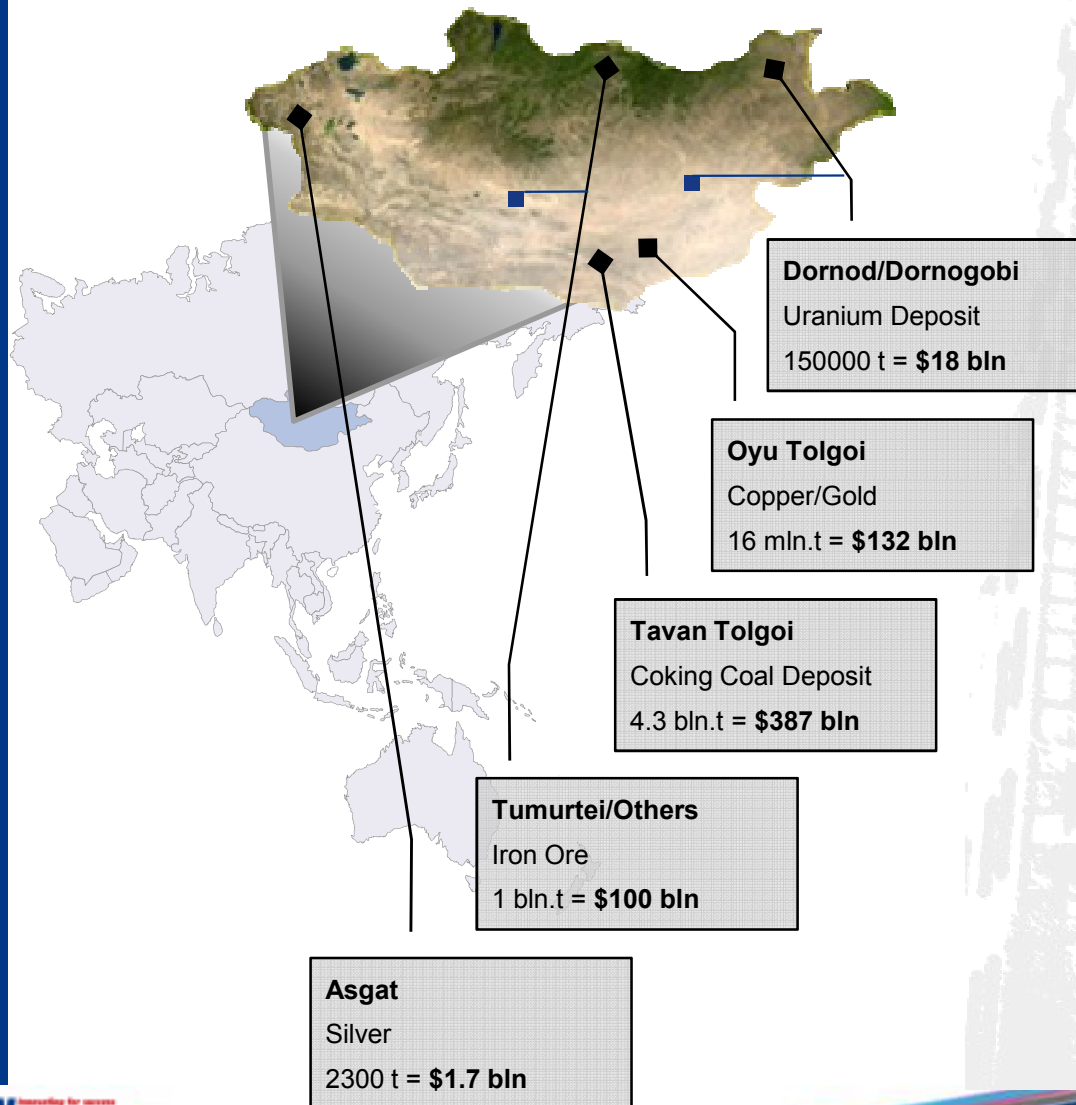 Dornod/Dornogobi
Uranium Deposit
150000 t = $18 bln
Oyu Tolgoi
Copper/Gold
16 mln.t = $132 bln
Tavan Tolgoi
Coking Coal Deposit
4.3 bln.t = $387 bln
Tumurtei/Others
Iron Ore
1 bln.t = $100 bln
Asgat
Silver
2300 t = $1.7 bln